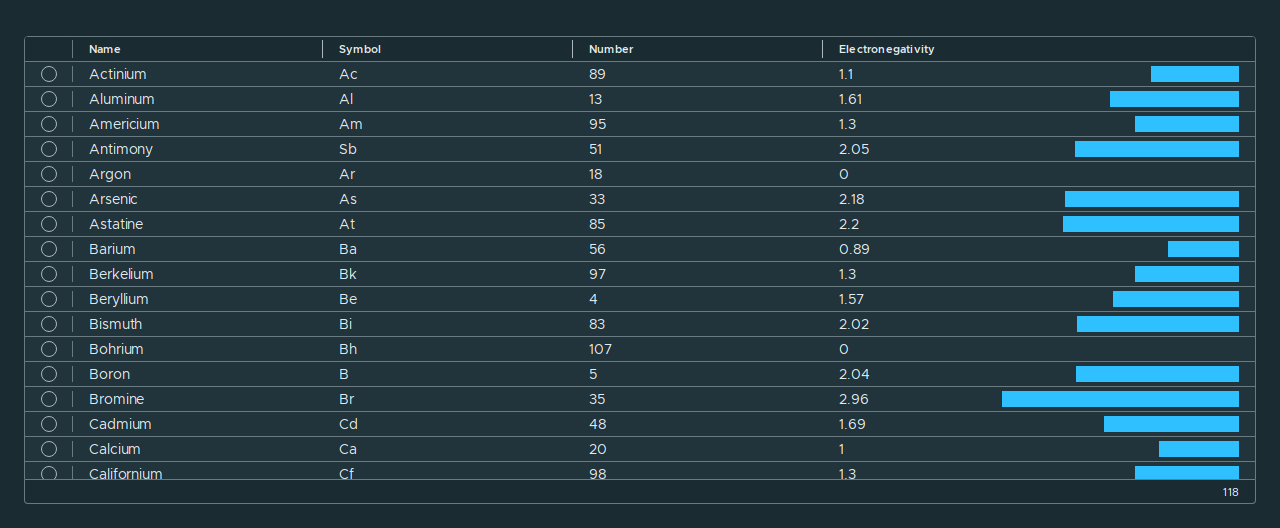 Name Symbol Number Electronegativity
Actinium Ac 89 1.1
Aluminum Al 13 1.61
Americium Am 95 1.3
Antimony Sb 51 2.05
Argon Ar 18 0
Arsenic As 33 2.18
Astatine At 85 2.2
Barium Ba 56 0.89
Berkelium Bk 97 1.3
Beryllium Be 4 1.57
Bismuth Bi 83 2.02
Bohrium Bh 107 0
Boron B 5 2.04
Bromine Br 35 2.96
Cadmium Cd 48 1.69
Calcium Ca 20 1
Californium Cf 98 1.3
118